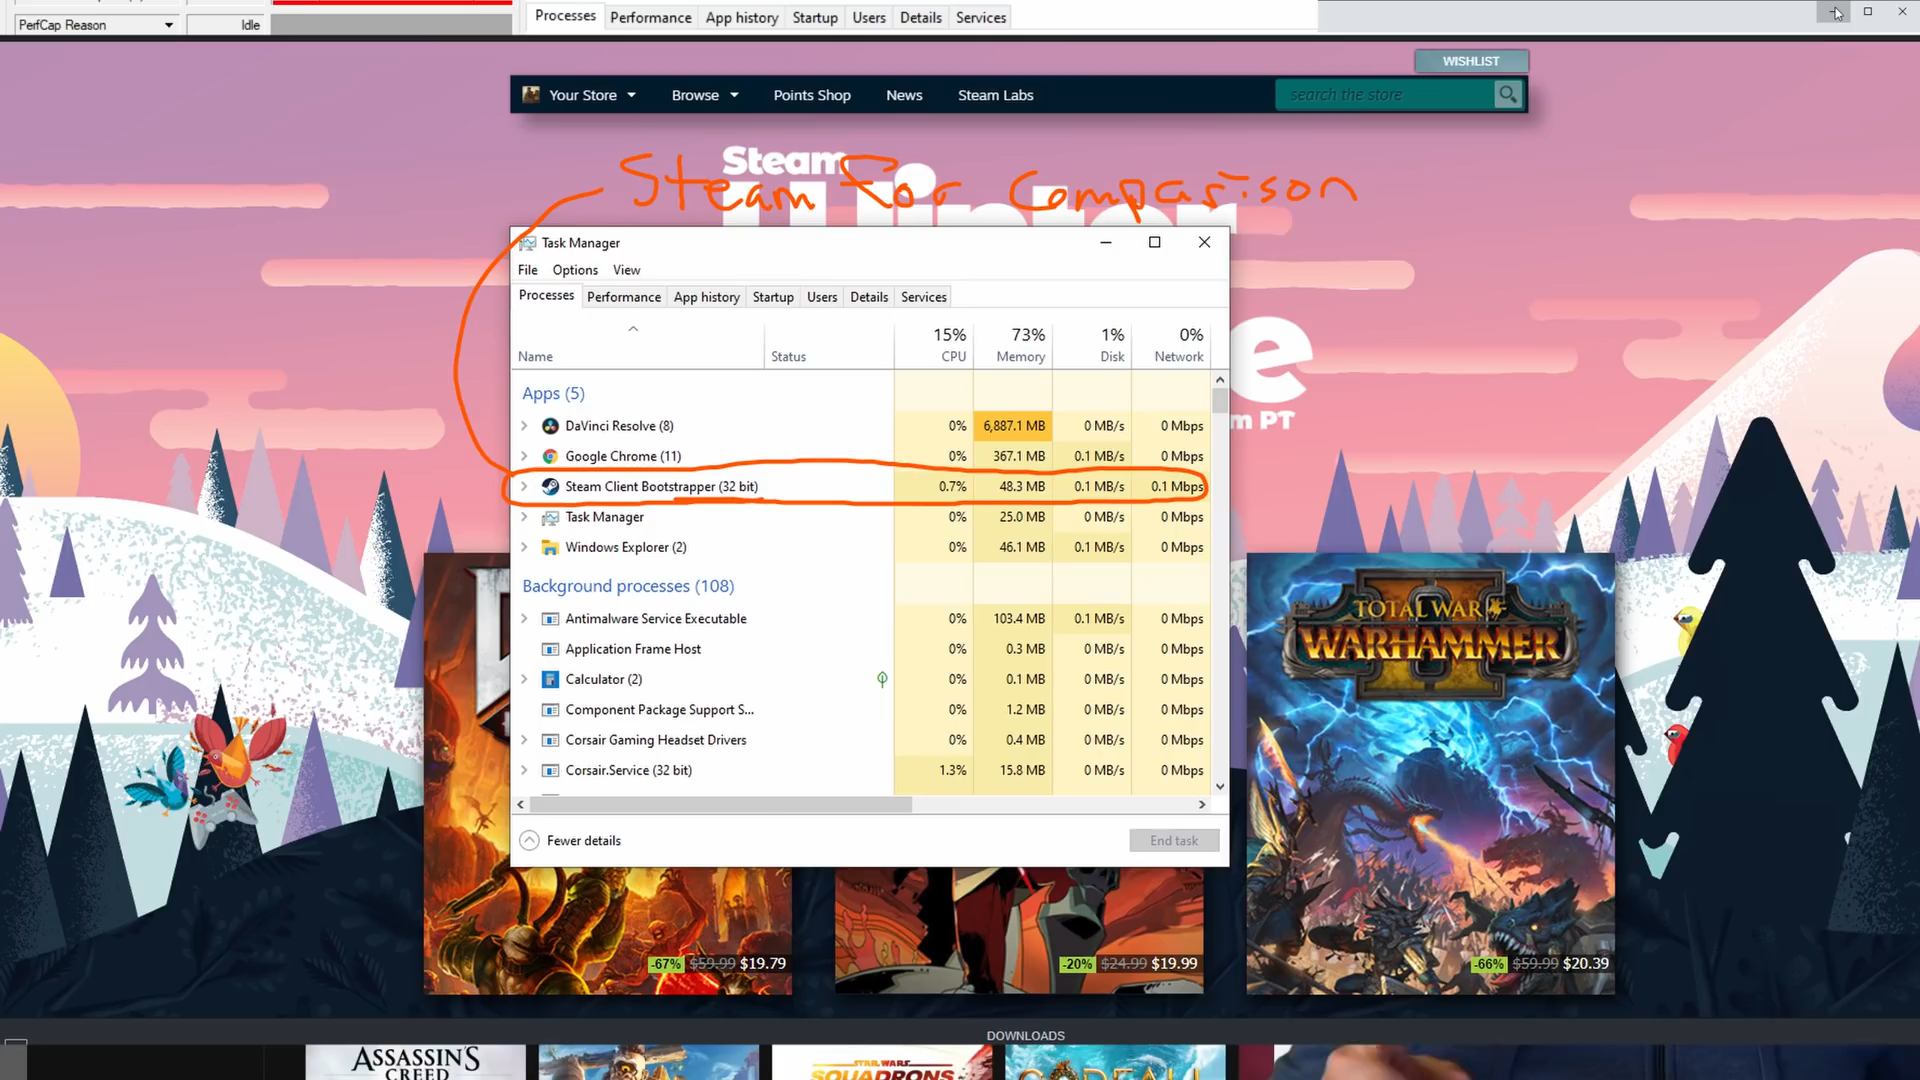 PerfCap Reason
Idle
Processes Performance App history Startup Users Details Services
WISHLIST
Your Store Browse Points Shop News Steam Labs
search the store
Steam
Steam for comparison
Winter
Task Manager
File Options View
Processes Performance App history Startup Users Details Services
15% 73% 1% 0%
Name Status CPU Memory Disk Network
Apps (5)
DaVinci Resolve (8) 0% 6,887.1 MB 0 MB/s 0 Mbps
Google Chrome (11) 0% 367.1 MB 0.1 MB/s 0 Mbps
Steam Client Bootstrapper (32 bit) 0.7% 48.3 MB 0.1 MB/s 0.1 Mbps
Task Manager 0% 25.0 MB 0 MB/s 0 Mbps
Windows Explorer (2) 0% 46.1 MB 0.1 MB/s 0 Mbps
Background processes (108)
Antimalware Service Executable 0% 103.4 MB 0.1 MB/s 0 Mbps
Application Frame Host 0% 0.3 MB 0 MB/s 0 Mbps
Calculator (2) 0% 0.1 MB 0 MB/s 0 Mbps
Component Package Support S... 0% 1.2 MB 0 MB/s 0 Mbps
Corsair Gaming Headset Drivers 0% 0.4 MB 0 MB/s 0 Mbps
Corsair.Service (32 bit) 1.3% 15.8 MB 0 MB/s 0 Mbps
Fewer details End task
e
m PT
TOTAL WAR
WARHAMMER
II
-67% $59.99 $19.79
-20% $24.99 $19.99
-66% $59.99 $20.39
DOWNLOADS
ASSASSIN'S
CREED
STAR WARS
SQUADRONS
GODFALL